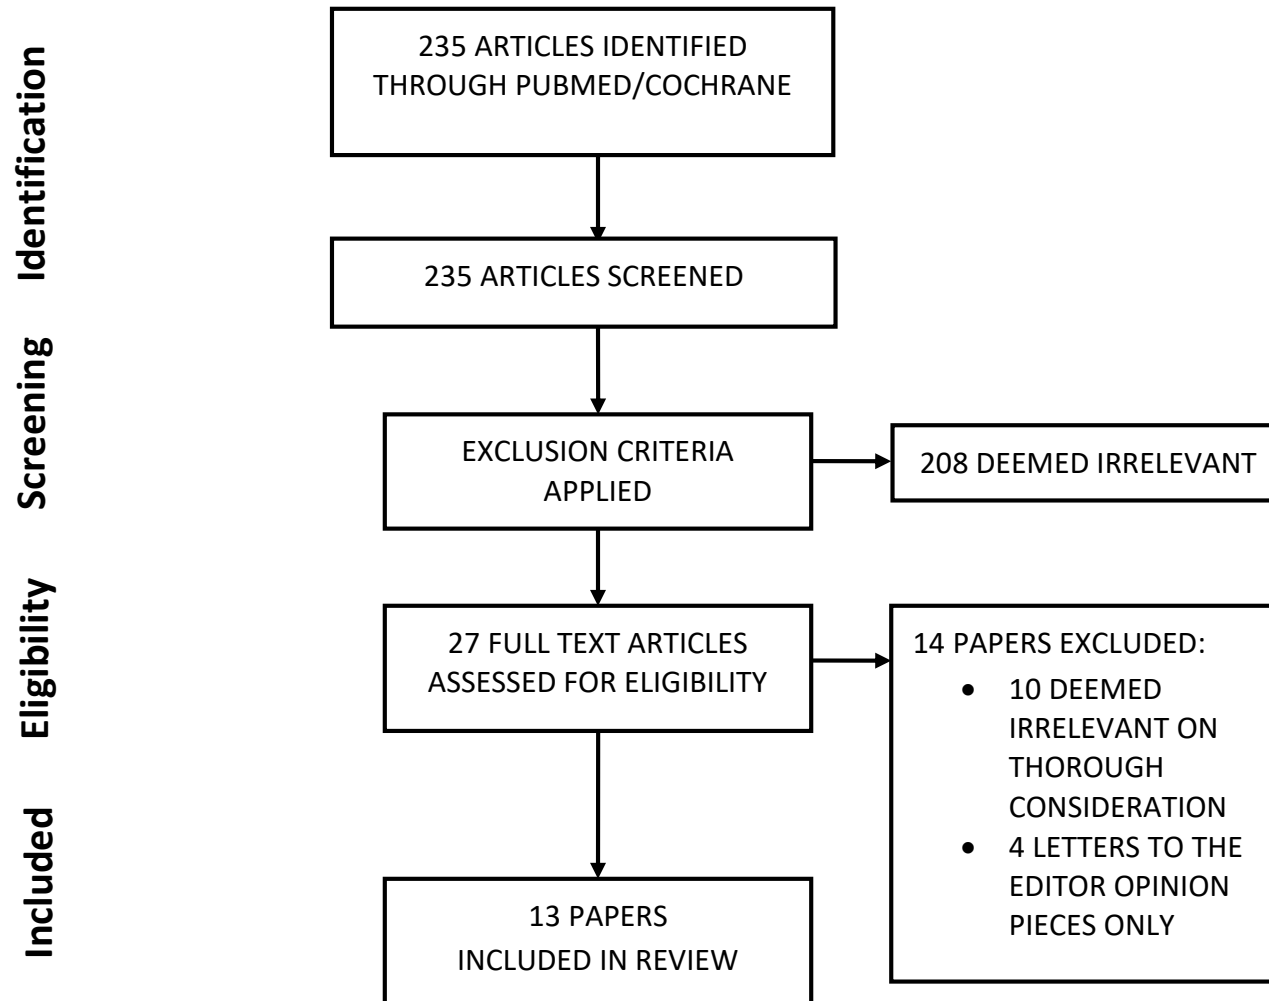 Identification
235 ARTICLES IDENTIFIED
THROUGH PUBMED/COCHRANE
235 ARTICLES SCREENED
Screening
EXCLUSION CRITERIA
APPLIED
208 DEEMED IRRELEVANT
Eligibility
27 FULL TEXT ARTICLES
ASSESSED FOR ELIGIBILITY
14 PAPERS EXCLUDED:
• 10 DEEMED
IRRELEVANT ON
THOROUGH
CONSIDERATION
• 4 LETTERS TO THE
EDITOR OPINION
PIECES ONLY
Included
13 PAPERS
INCLUDED IN REVIEW